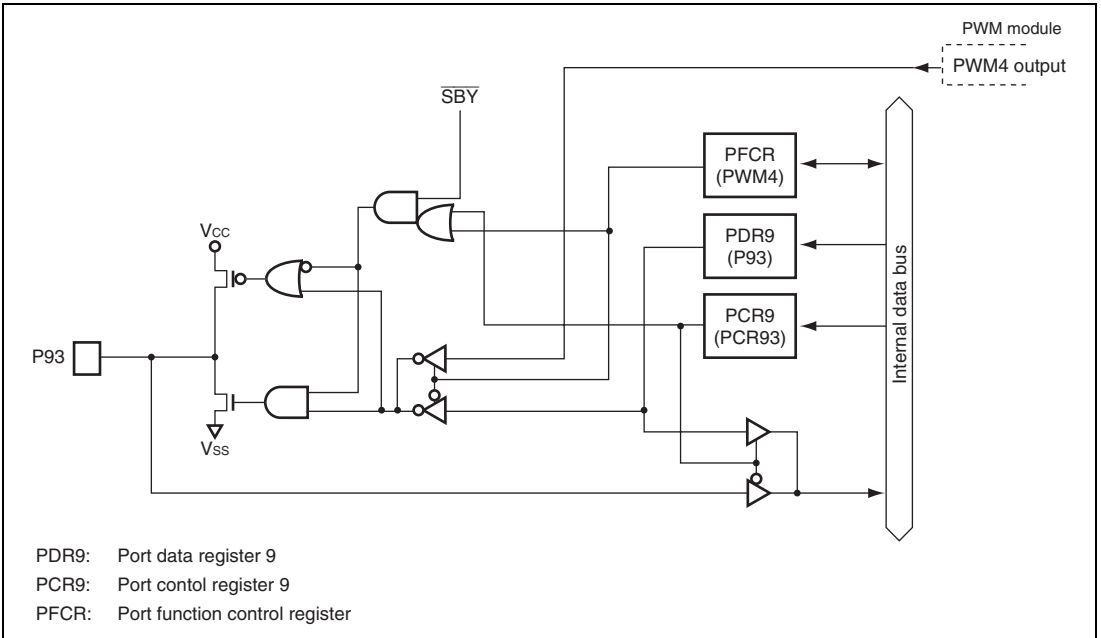 PWM module
PWM4 output
SBY
PFCR
(PWM4)
VCC
PDR9
(P93)
PCR9
(PCR93)
Internal data bus
P93
VSS
PDR9: Port data register 9
PCR9: Port contol register 9
PFCR: Port function control register